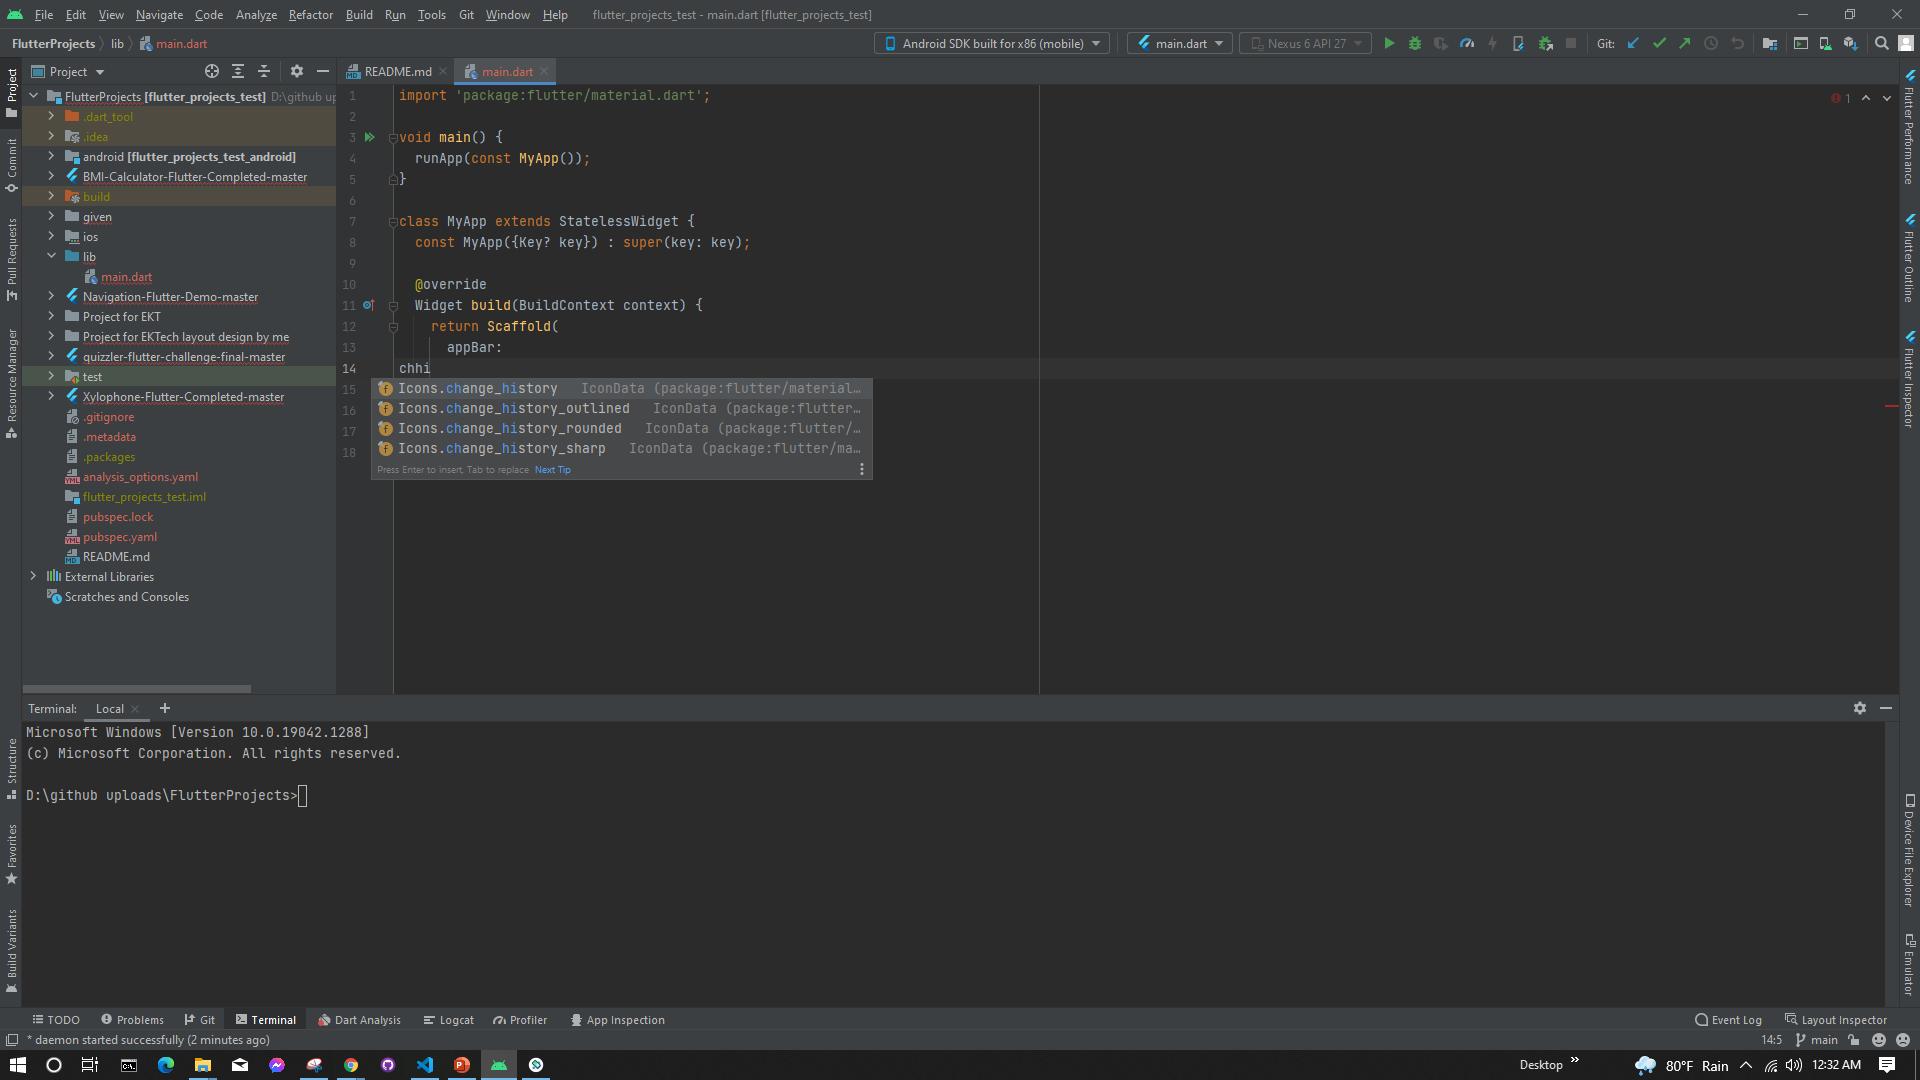 File Edit View Navigate Code Analyze Refactor Build Run Tools Git Window Help flutter_projects_test - main.dart [flutter_projects_test]
FlutterProjects lib main.dart Android SDK built for x86 (mobile) main.dart Nexus 6 API 27 Git:
Project README.md main.dart
FlutterProjects [flutter_projects_test] D:\github up
.dart_tool
.idea
android [flutter_projects_test_android]
BMI-Calculator-Flutter-Completed-master
build
given
ios
lib
main.dart
Navigation-Flutter-Demo-master
Project for EKT
Project for EKTech layout design by me
quizzler-flutter-challenge-final-master
test
Xylophone-Flutter-Completed-master
.gitignore
.metadata
.packages
analysis_options.yaml
flutter_projects_test.iml
pubspec.lock
pubspec.yaml
README.md
External Libraries
Scratches and Consoles
1 import 'package:flutter/material.dart';
2
3 void main() {
4 runApp(const MyApp());
5 }
6
7 class MyApp extends StatelessWidget {
8 const MyApp({Key? key}) : super(key: key);
9
10 @override
11 Widget build(BuildContext context) {
12 return Scaffold(
13 appBar:
14 chhi
15
16
17
18
1
Icons.change_history IconData (package:flutter/material…
Icons.change_history_outlined IconData (package:flutter…
Icons.change_history_rounded IconData (package:flutter/…
Icons.change_history_sharp IconData (package:flutter/ma…
Press Enter to insert, Tab to replace Next Tip
Project
Commit
Pull Requests
Resource Manager
Structure
Favorites
Build Variants
Flutter Performance
Flutter Outline
Flutter Inspector
Device File Explorer
Emulator
Terminal: Local
Microsoft Windows [Version 10.0.19042.1288]
(c) Microsoft Corporation. All rights reserved.
D:\github uploads\FlutterProjects>
TODO Problems Git Terminal Dart Analysis Logcat Profiler App Inspection Event Log Layout Inspector
* daemon started successfully (2 minutes ago) 14:5 main
Desktop 80°F Rain 12:32 AM